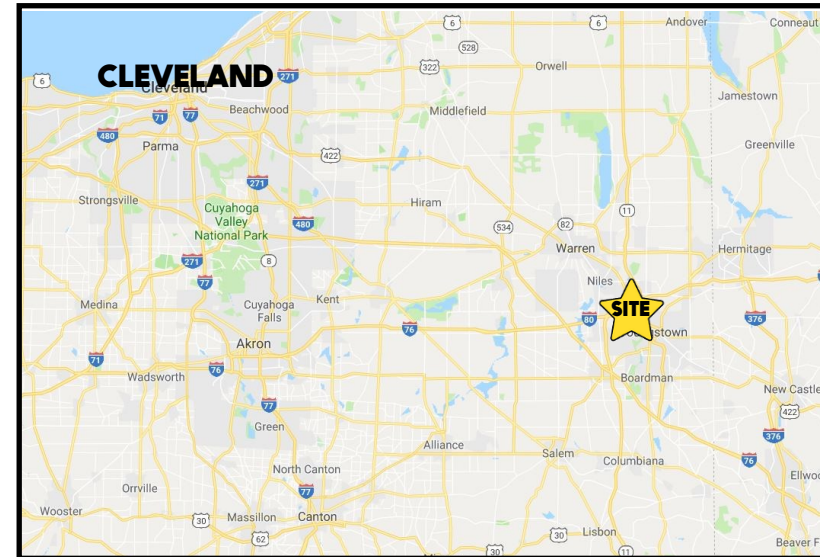 6
6
Andover
Conneaut
528
CLEVELAND
271
322
Orwell
6
Cleveland
Jamestown
71
77
Beachwood
Middlefield
480
Parma
422
Greenville
271
Strongsville
Cuyahoga
Valley
National Park
480
Hiram
534
82
11
Warren
Hermitage
271
8
77
Niles
Medina
Cuyahoga
Falls
Kent
76
80
SITE
376
Akron
71
76
Wadsworth
Boardman
77
New Castle
422
Green
376
Alliance
Salem
Columbiana
76
North Canton
Orrville
77
Wooster
30
Massillon
Canton
62
30
Lisbon
30
11